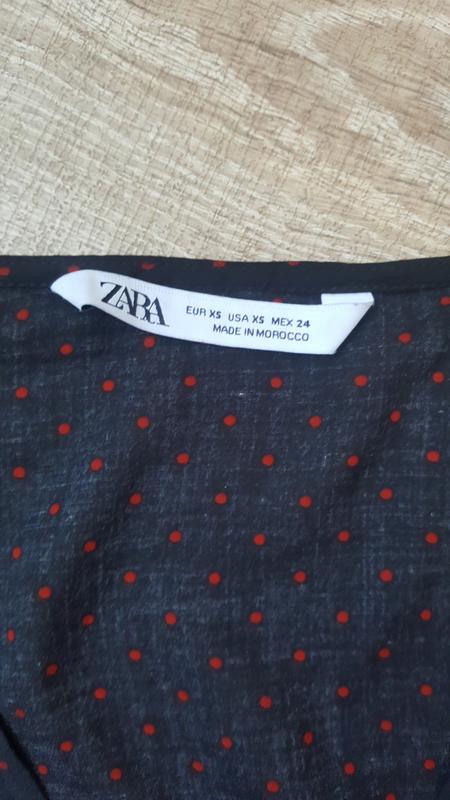 ZARA
EUR XS USA XS MEX 24
MADE IN MOROCCO